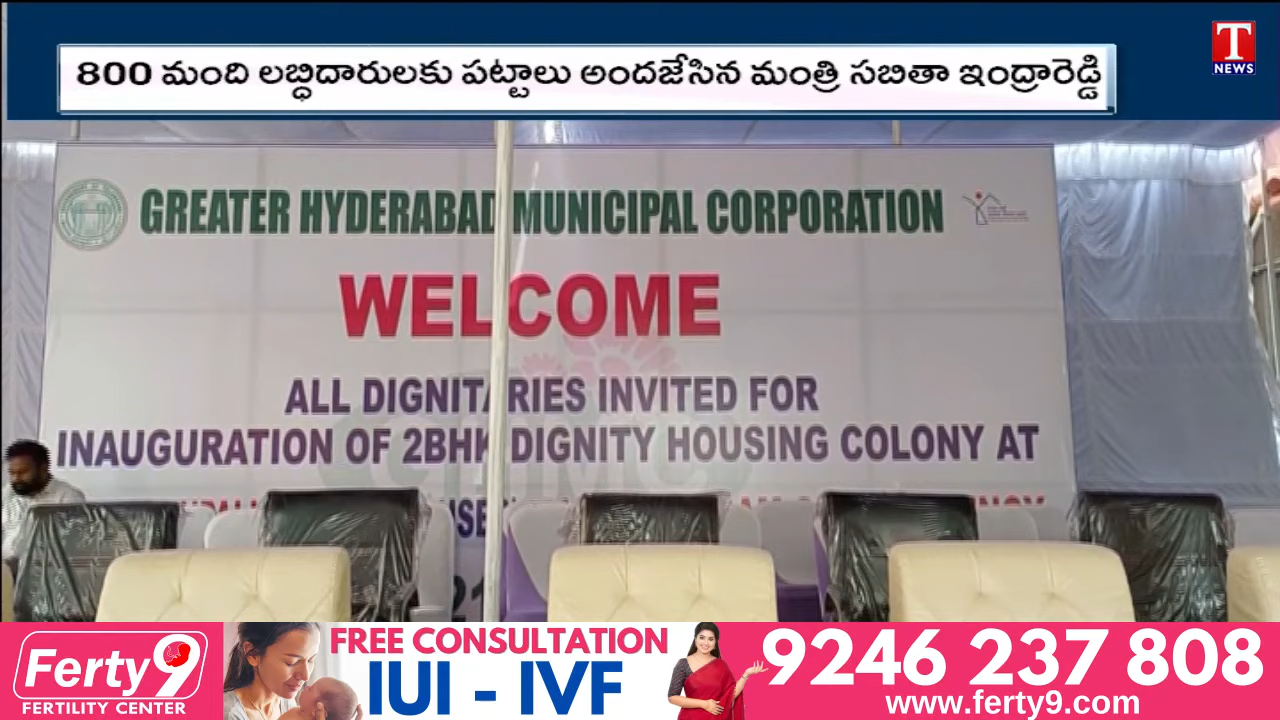 800 మంది లబ్ధిదారులకు పట్టాలు అందజేసిన మంత్రి సబితా ఇంద్రారెడ్డి
T
NEWS
GREATER HYDERABAD MUNICIPAL CORPORATION
WELCOME
ALL DIGNITARIES INVITED FOR
INAUGURATION OF 2BHK DIGNITY HOUSING COLONY AT
Ferty9
FERTILITY CENTER
FREE CONSULTATION
IUI - IVF
9246 237 808
www.ferty9.com